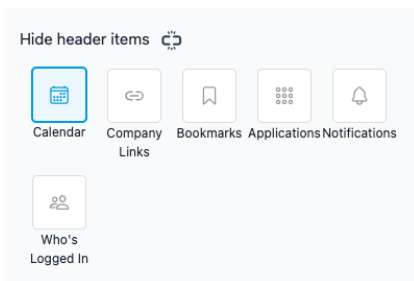 Hide header items
Calendar
Company Links
Bookmarks
Applications
Notifications
Who's Logged In